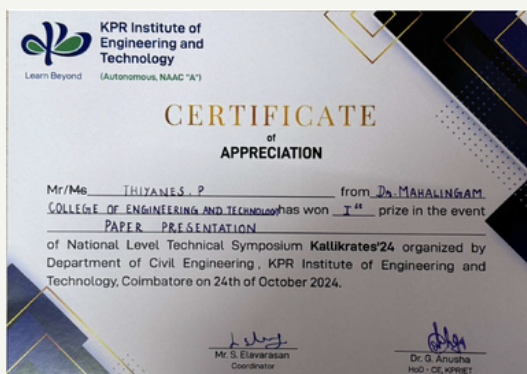 KPR Institute of
Engineering and
Technology
Learn Beyond (Autonomous, NAAC "A")
CERTIFICATE
of
APPRECIATION
Mr/Ms THIYANES. P from DR. MAHALINGAM
COLLEGE OF ENGINEERING AND TECHNOLOGY has won Ist prize in the event
PAPER PRESENTATION
of National Level Technical Symposium Kallikrates'24 organized by
Department of Civil Engineering, KPR Institute of Engineering and
Technology, Coimbatore on 24th of October 2024.
Mr. S. Elavarasan
Coordinator
Dr. G. Anusha
HoD - CE, KPRIET